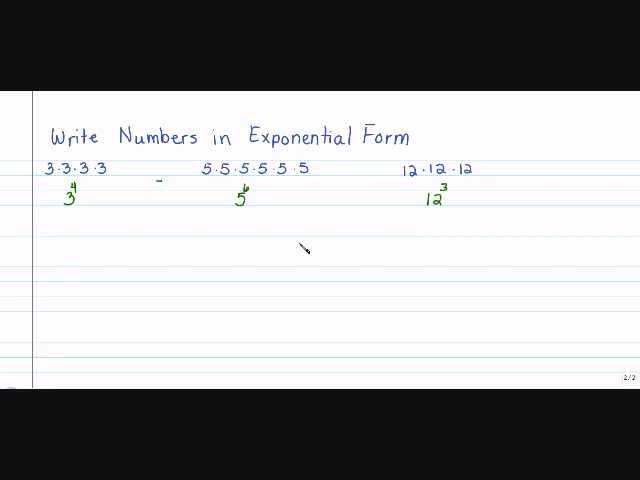 Write Numbers in Exponential Form
3·3·3·3 5·5·5·5·5·5 12·12·12
3⁴ - 5⁶ 12³
2/2